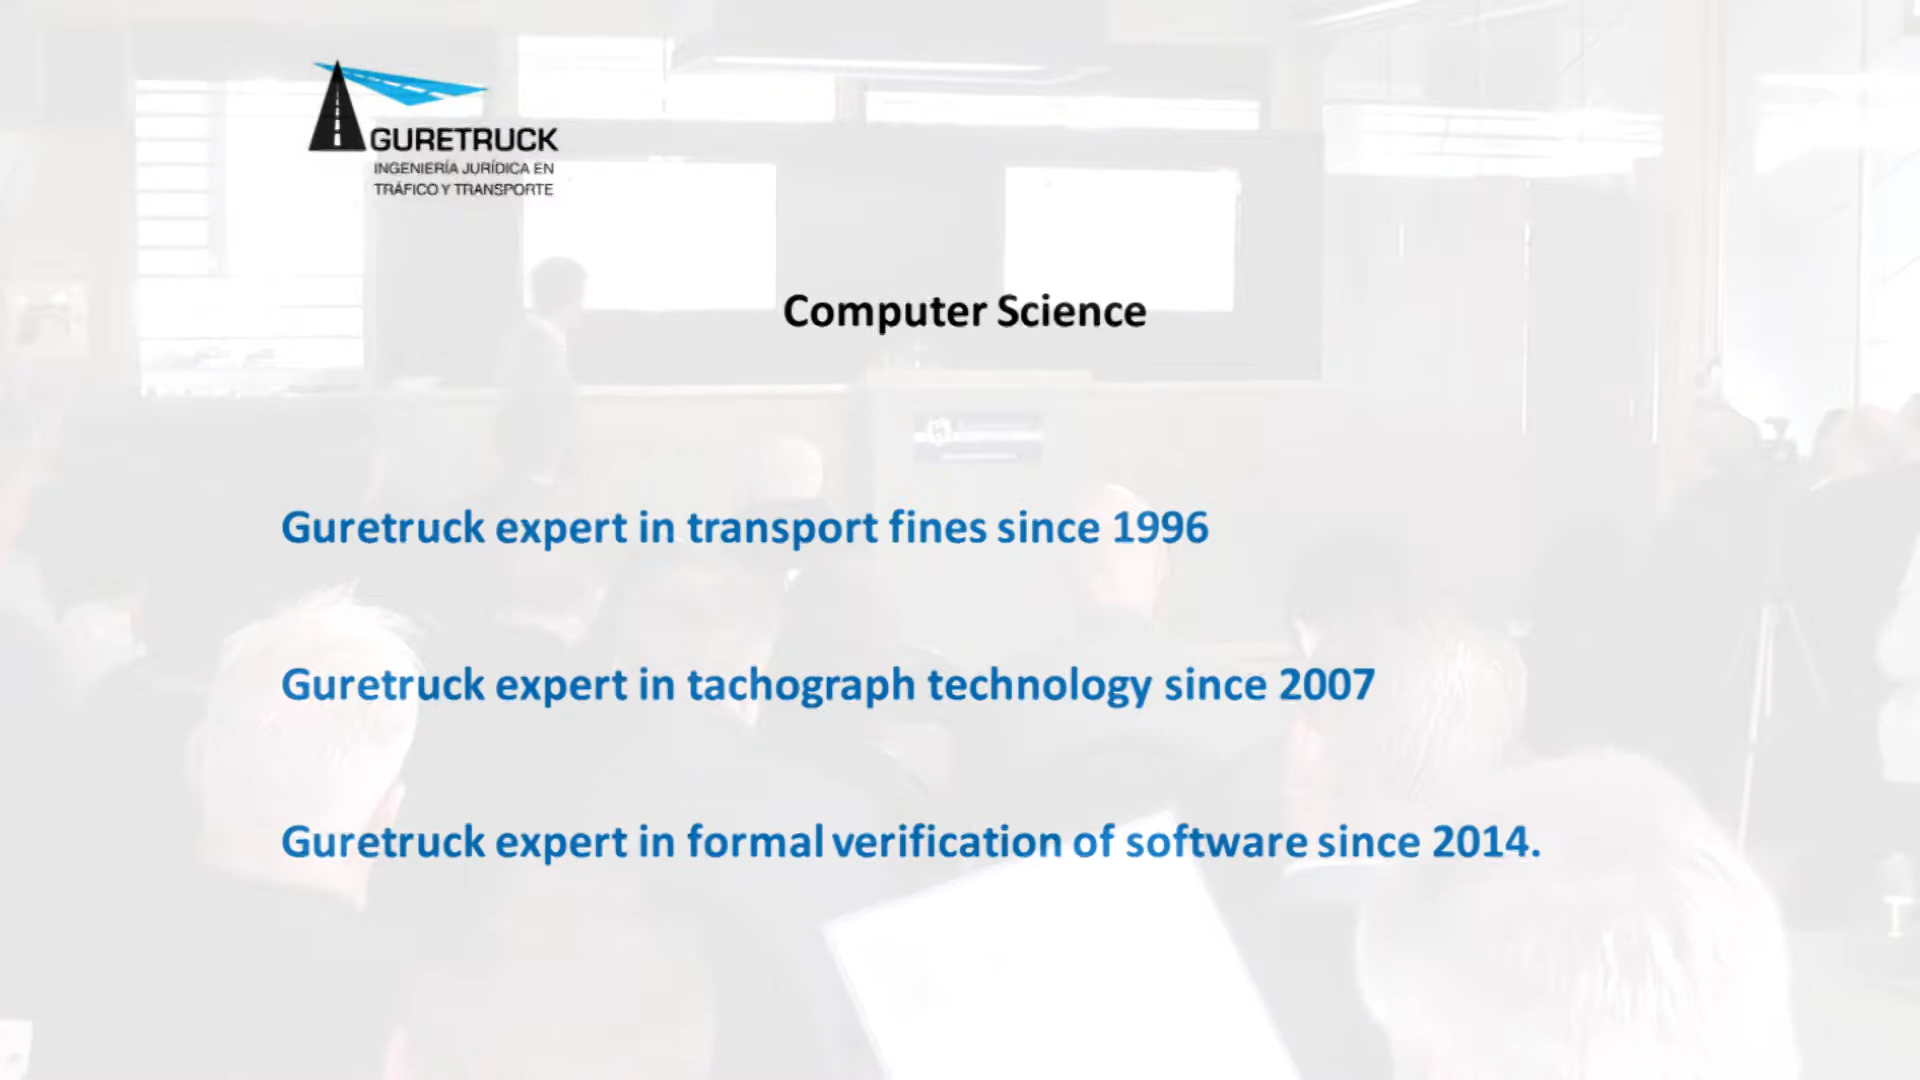 GURETRUCK
INGENIERÍA JURÍDICA EN
TRÁFICO Y TRANSPORTE
Computer Science
Guretruck expert in transport fines since 1996
Guretruck expert in tachograph technology since 2007
Guretruck expert in formal verification of software since 2014.